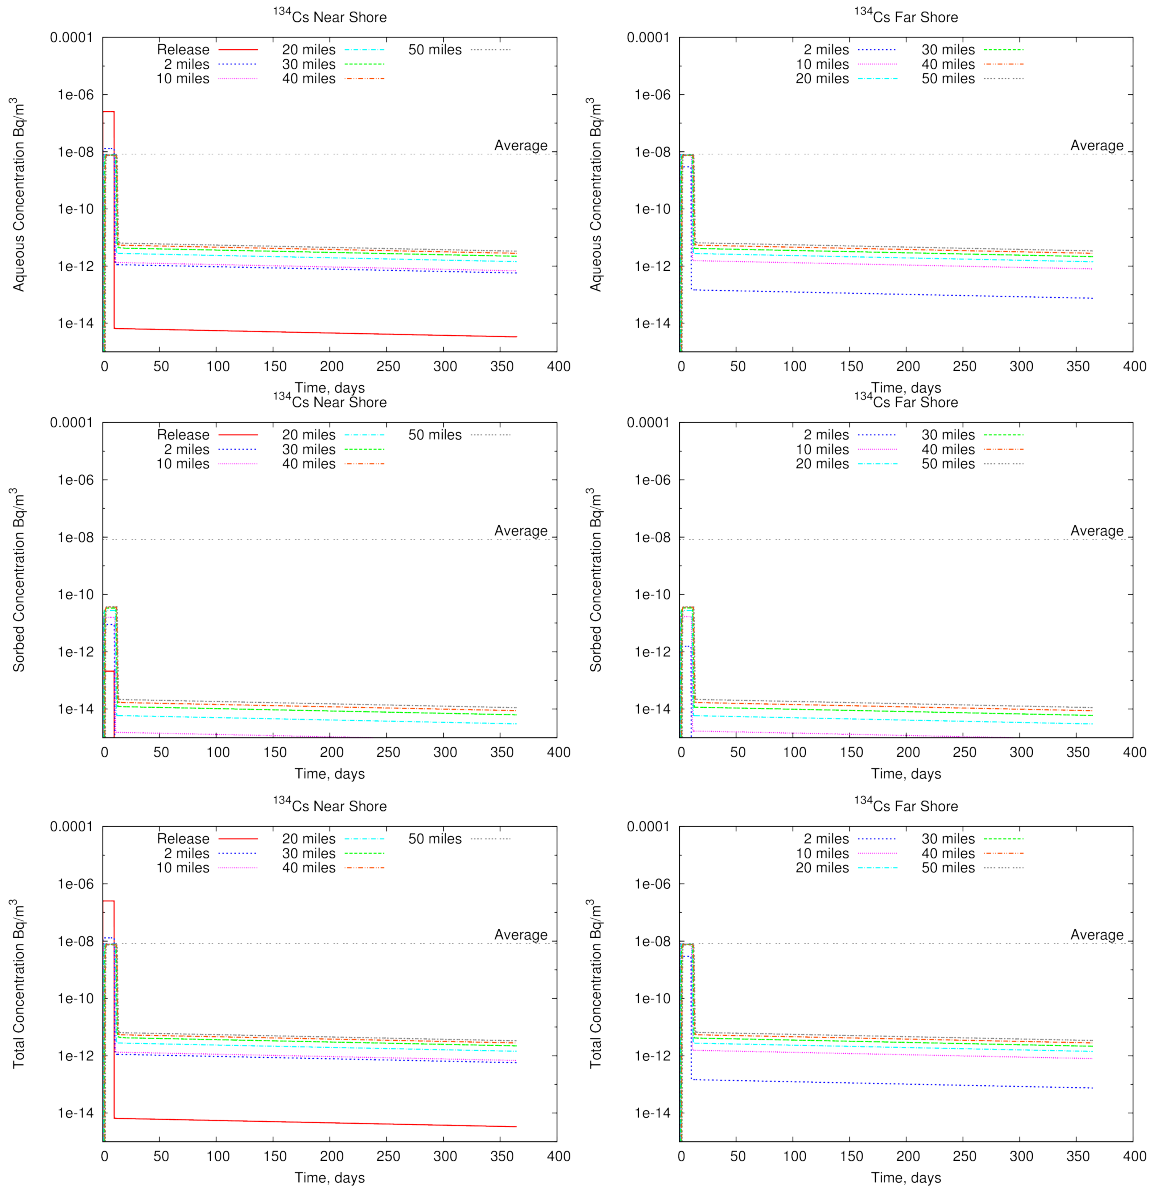 134Cs Near Shore
Aqueous Concentration Bq/m3
0.0001
1e-06
1e-08
1e-10
1e-12
1e-14
Release
2 miles
10 miles
20 miles
30 miles
40 miles
50 miles
Average
0 50 100 150 200 250 300 350 400
Time, days
134Cs Far Shore
Aqueous Concentration Bq/m3
0.0001
1e-06
1e-08
1e-10
1e-12
1e-14
2 miles
10 miles
20 miles
30 miles
40 miles
50 miles
Average
0 50 100 150 200 250 300 350 400
Time, days
134Cs Near Shore
Sorbed Concentration Bq/m3
0.0001
1e-06
1e-08
1e-10
1e-12
1e-14
Release
2 miles
10 miles
20 miles
30 miles
40 miles
50 miles
Average
0 50 100 150 200 250 300 350 400
Time, days
134Cs Far Shore
Sorbed Concentration Bq/m3
0.0001
1e-06
1e-08
1e-10
1e-12
1e-14
2 miles
10 miles
20 miles
30 miles
40 miles
50 miles
Average
0 50 100 150 200 250 300 350 400
Time, days
134Cs Near Shore
Total Concentration Bq/m3
0.0001
1e-06
1e-08
1e-10
1e-12
1e-14
Release
2 miles
10 miles
20 miles
30 miles
40 miles
50 miles
Average
0 50 100 150 200 250 300 350 400
Time, days
134Cs Far Shore
Total Concentration Bq/m3
0.0001
1e-06
1e-08
1e-10
1e-12
1e-14
2 miles
10 miles
20 miles
30 miles
40 miles
50 miles
Average
0 50 100 150 200 250 300 350 400
Time, days